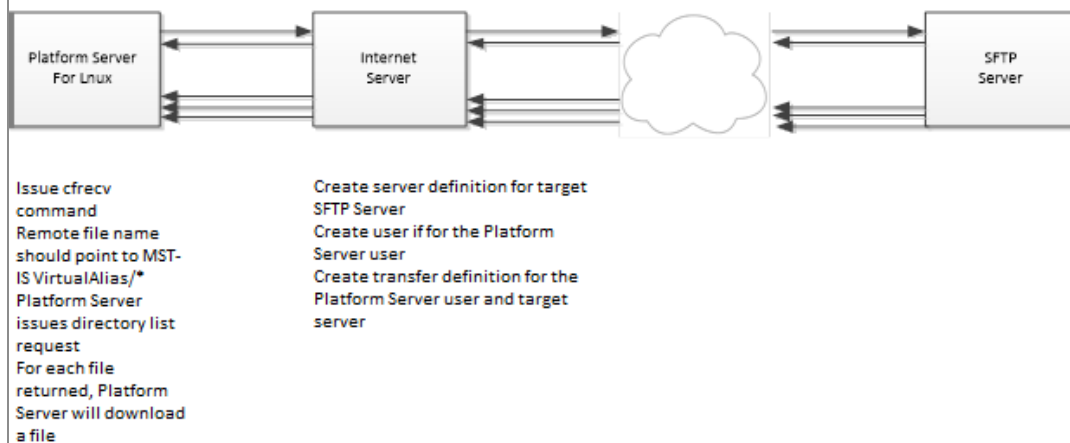 Platform Server
For Lnux
Internet
Server
SFTP
Server
Issue cfrecv
command
Remote file name
should point to MST-
IS VirtualAlias/*
Platform Server
issues directory list
request
For each file
returned, Platform
Server will download
a file
Create server definition for target
SFTP Server
Create user if for the Platform
Server user
Create transfer definition for the
Platform Server user and target
server